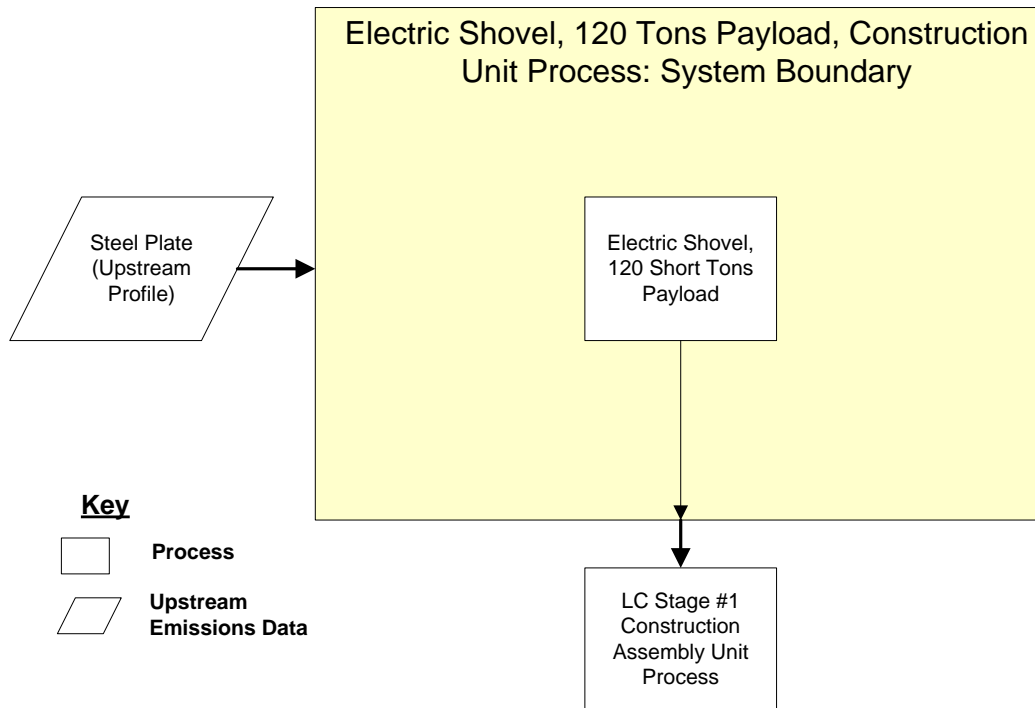 Electric Shovel, 120 Tons Payload, Construction
Unit Process: System Boundary
Steel Plate
(Upstream
Profile)
Electric Shovel,
120 Short Tons
Payload
Key
Process
Upstream
Emissions Data
LC Stage #1
Construction
Assembly Unit
Process